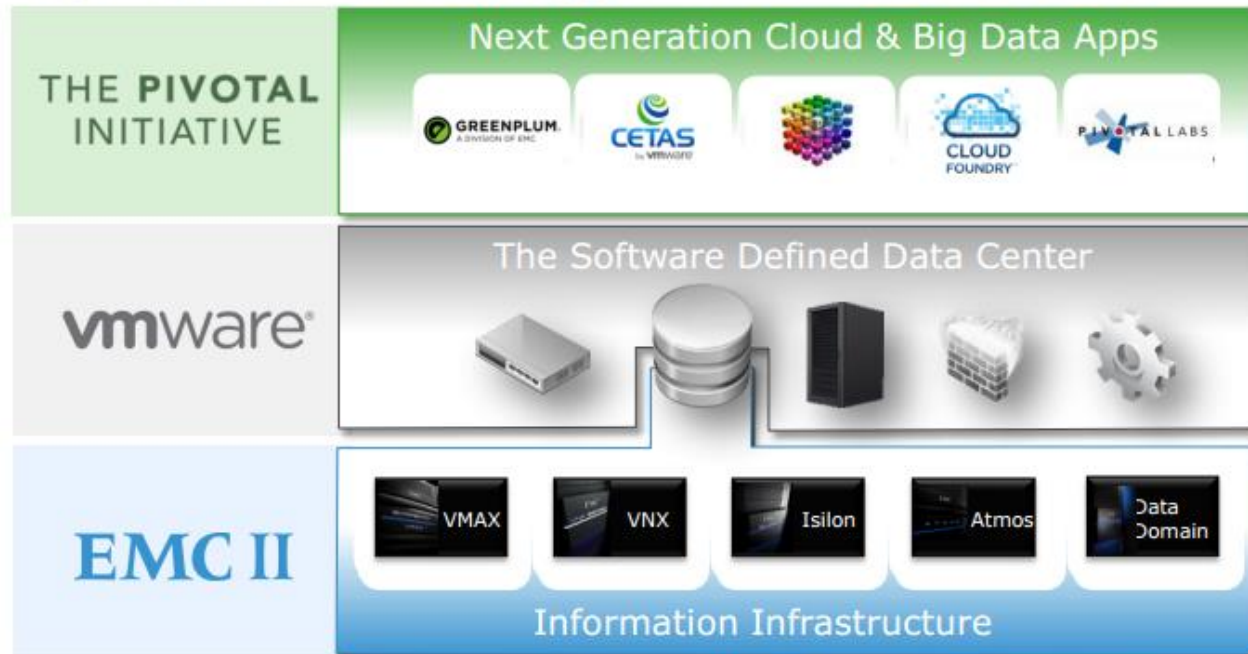 THE PIVOTAL
INITIATIVE
Next Generation Cloud & Big Data Apps
GREENPLUM.
A DIVISION OF EMC
CETAS
by vmware
CLOUD
FOUNDRY™
PIVOTAL LABS
vmware®
The Software Defined Data Center
EMC II
VMAX
VNX
Isilon
Atmos
Data
Domain
Information Infrastructure